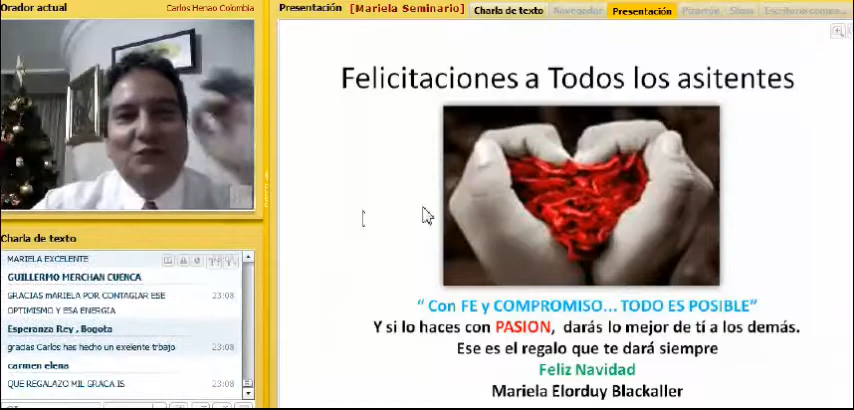 Orador actual
Carlos Henao Colombia
Presentación
[Mariela Seminario]
Charla de texto
Navegador
Presentación
Pizarrón
Show
Felicitaciones a Todos los asitentes
" Con FE y COMPROMISO... TODO ES POSIBLE"
Y si lo haces con PASION, darás lo mejor de tí a los demás.
Ese es el regalo que te dará siempre
Feliz Navidad
Mariela Elorduy Blackaller
Charla de texto
MARIELA EXCELENTE
GUILLERMO MERCHAN CUENCA
GRACIAS mARIELA POR CONTAGIAR ESE 23:08
OPTIMISMO Y ESA ENERGIA
Esperanza Rey , Bogota
gracias Carlos has hecho un exelente trbajo 23:08
carmen elena
QUE REGALAZO MIL GRACA IS 23:08